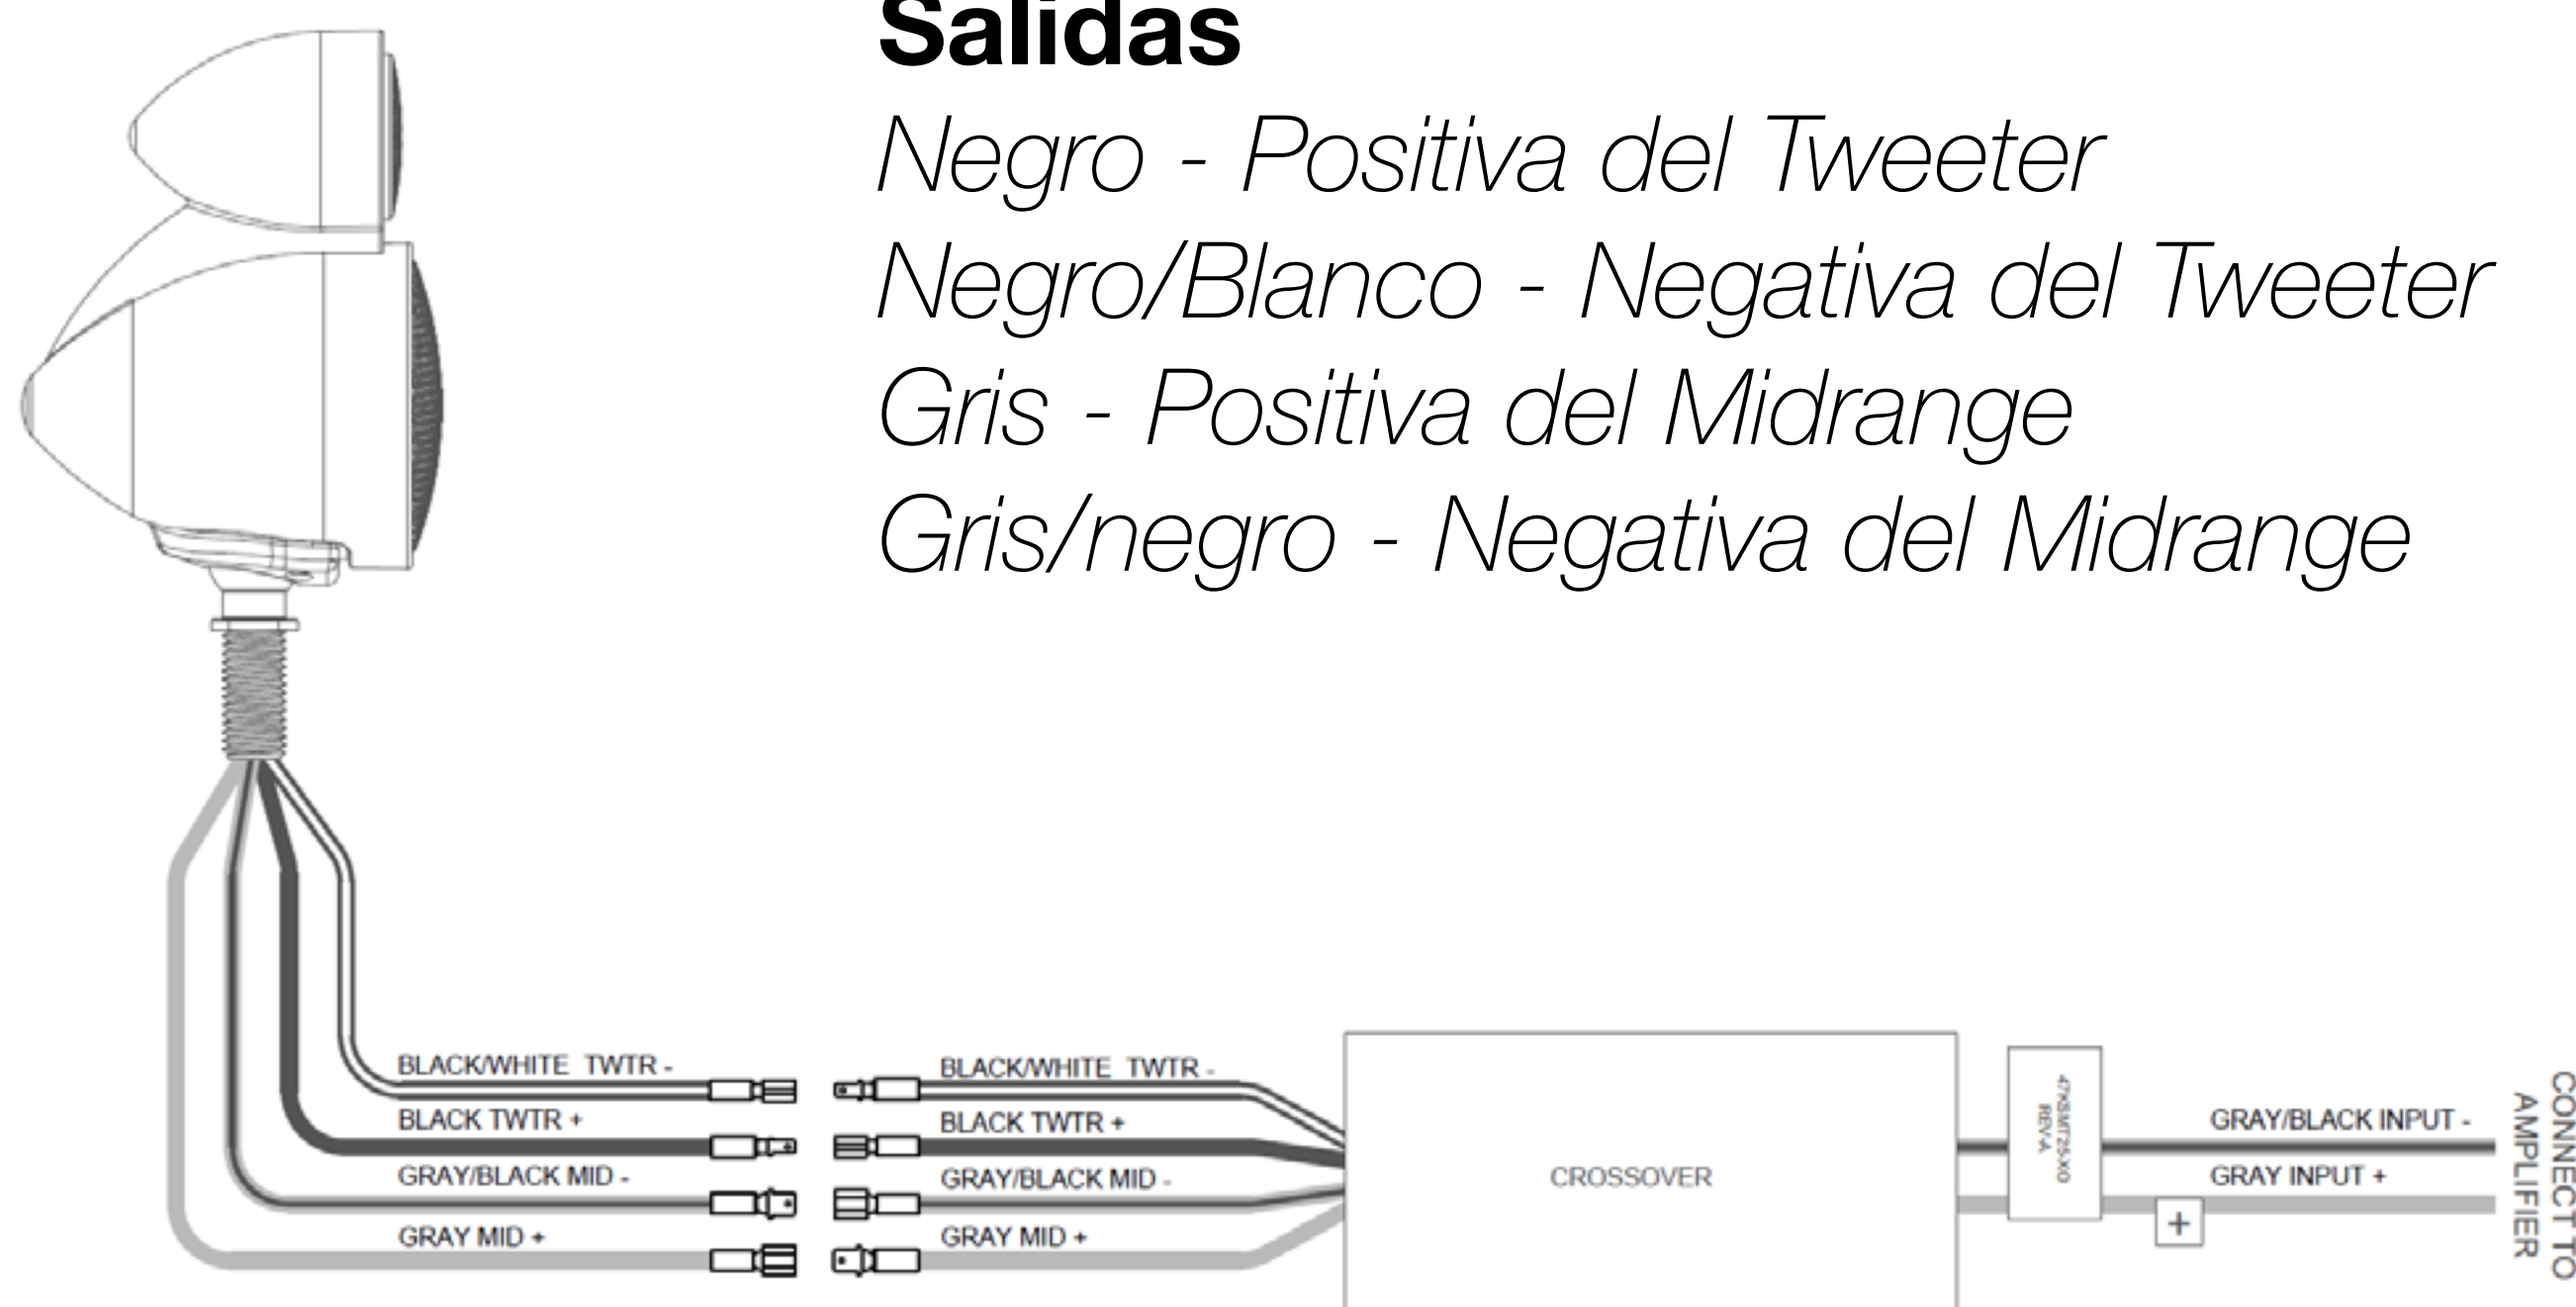 Salidas
Negro - Positiva del Tweeter
Negro/Blanco - Negativa del Tweeter
Gris - Positiva del Midrange
Gris/negro - Negativa del Midrange
BLACK/WHITE TWTR -
BLACK TWTR +
GRAY/BLACK MID -
GRAY MID +
BLACK/WHITE TWTR -
BLACK TWTR +
GRAY/BLACK MID -
GRAY MID +
CROSSOVER
REV-A
GRAY/BLACK INPUT -
GRAY INPUT +
+
CONNECT TO
AMPLIFIER